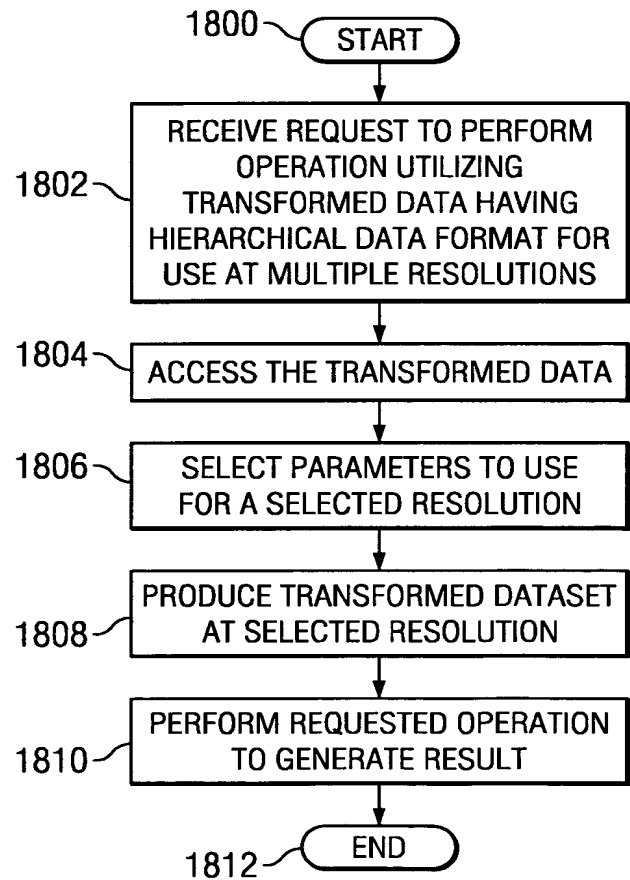 1800
START
1802
RECEIVE REQUEST TO PERFORM
OPERATION UTILIZING
TRANSFORMED DATA HAVING
HIERARCHICAL DATA FORMAT FOR
USE AT MULTIPLE RESOLUTIONS
1804
ACCESS THE TRANSFORMED DATA
1806
SELECT PARAMETERS TO USE
FOR A SELECTED RESOLUTION
1808
PRODUCE TRANSFORMED DATASET
AT SELECTED RESOLUTION
1810
PERFORM REQUESTED OPERATION
TO GENERATE RESULT
1812
END